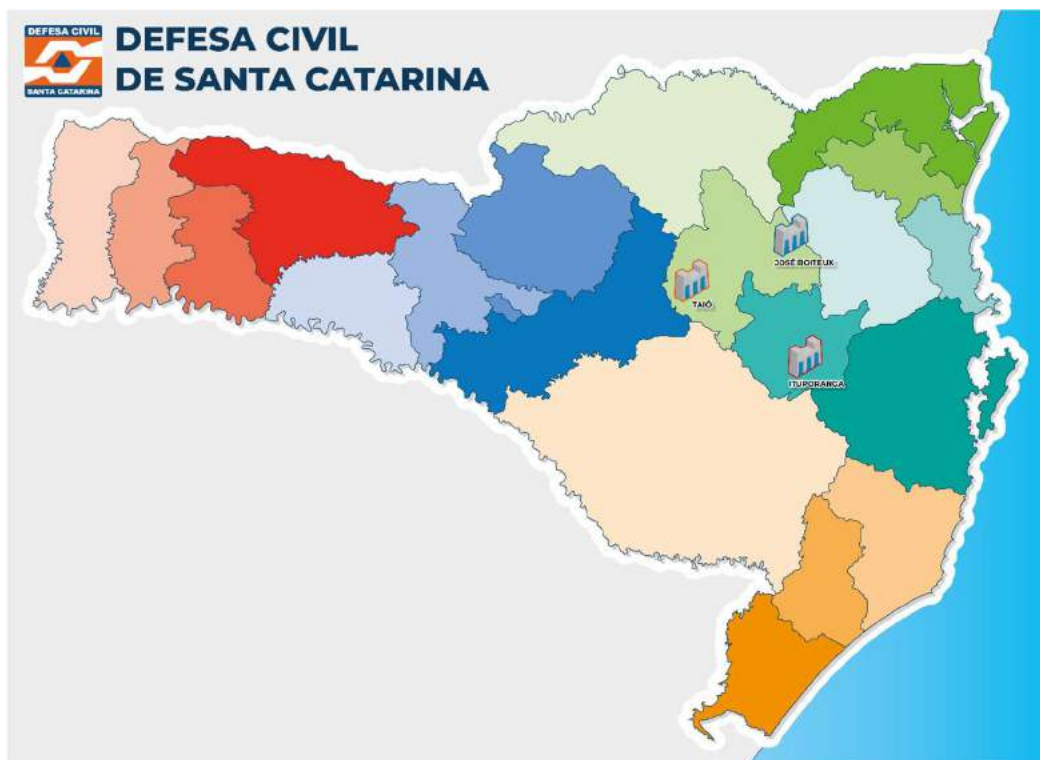 DEFESA CIVIL
SANTA CATARINA
DEFESA CIVIL
DE SANTA CATARINA
JOSÉ BOITEUX
TAIÓ
ITUPORANGA